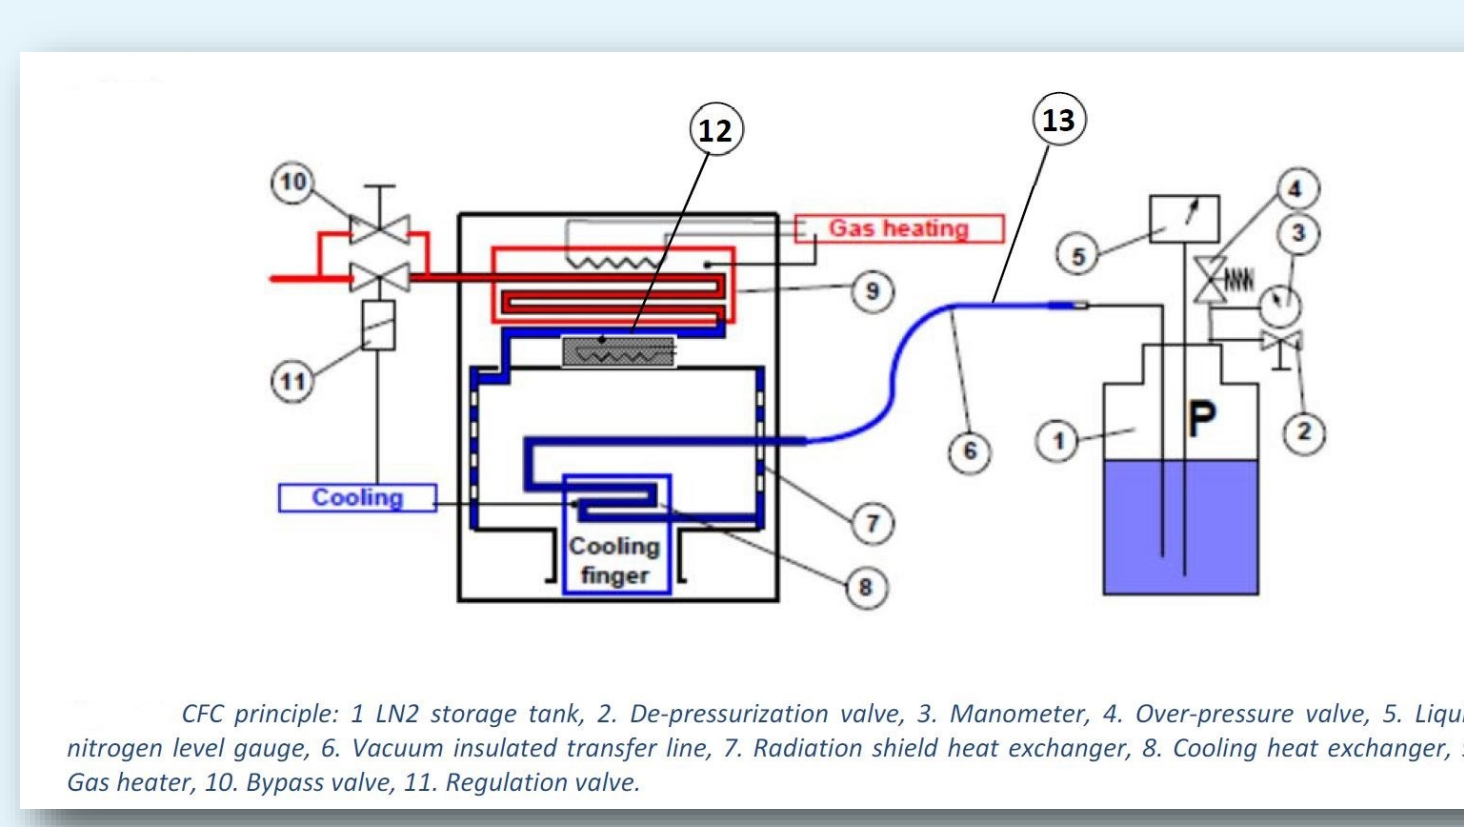 12
13
10
4
Gas heating
3
5
9
11
P
2
1
6
Cooling
7
Cooling
finger
8
CFC principle: 1 LN2 storage tank, 2. De-pressurization valve, 3. Manometer, 4. Over-pressure valve, 5. Liqu
nitrogen level gauge, 6. Vacuum insulated transfer line, 7. Radiation shield heat exchanger, 8. Cooling heat exchanger,
Gas heater, 10. Bypass valve, 11. Regulation valve.